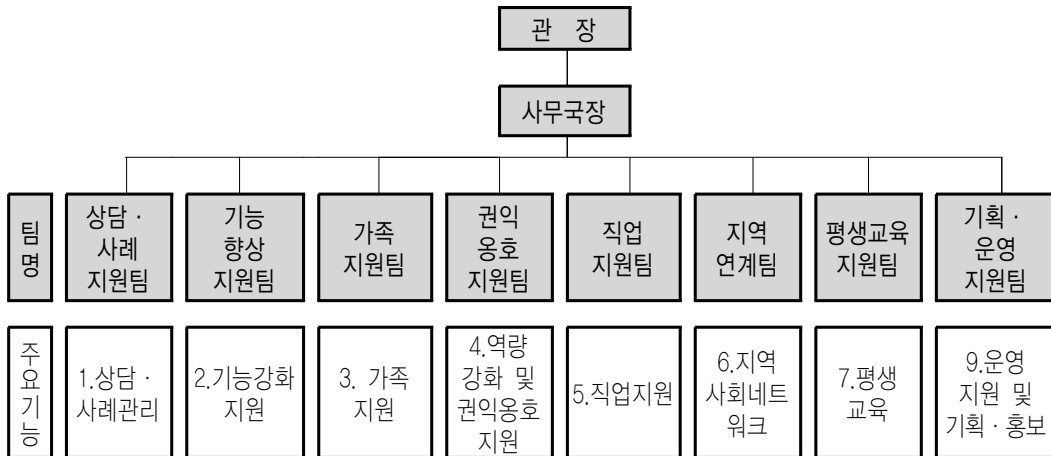 관 장
사무국장
팀
명
상담 ·
사례
지원팀
기능
향상
지원팀
가족
지원팀
권익
옹호
지원팀
직업
지원팀
지역
연계팀
평생교육
지원팀
기획 ·
운영
지원팀
주
요
기
능
1.상담 ·
사례관리
2.기능강화
지원
3. 가족
지원
4.역량
강화 및
권익옹호
지원
5.직업지원
6.지역
사회네트
워크
7.평생
교육
9.운영
지원 및
기획 · 홍보